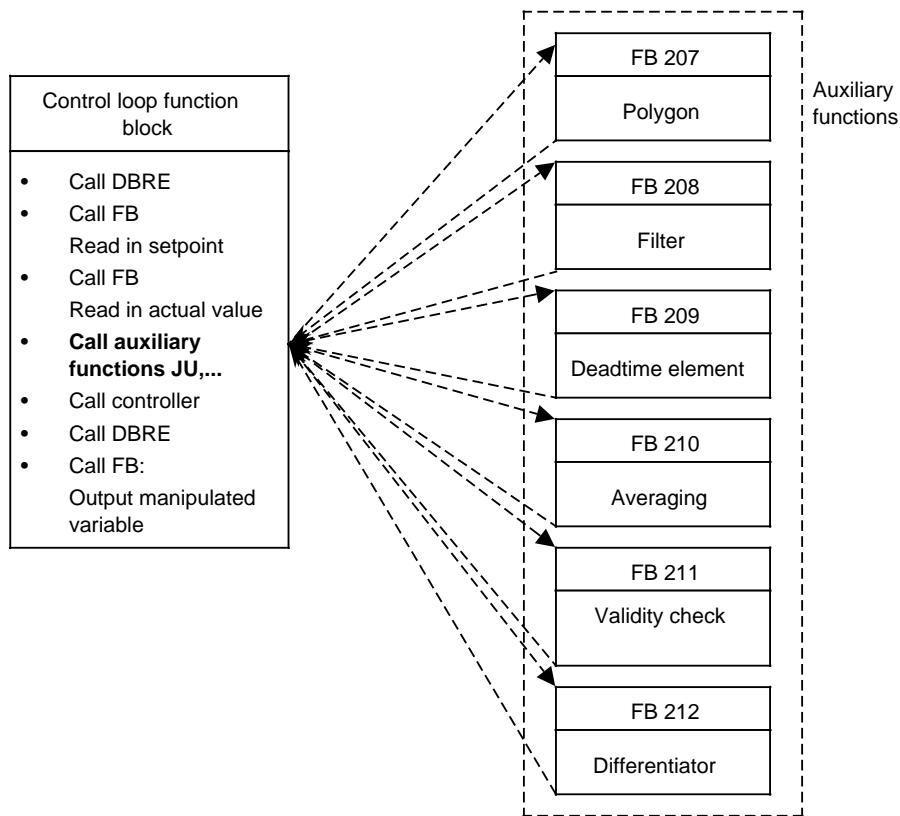 Control loop function
block
• Call DBRE
• Call FB
Read in setpoint
• Call FB
Read in actual value
• Call auxiliary
functions JU,...
• Call controller
• Call DBRE
• Call FB:
Output manipulated
variable
FB 207
Polygon
FB 208
Filter
FB 209
Deadtime element
FB 210
Averaging
FB 211
Validity check
FB 212
Differentiator
Auxiliary
functions